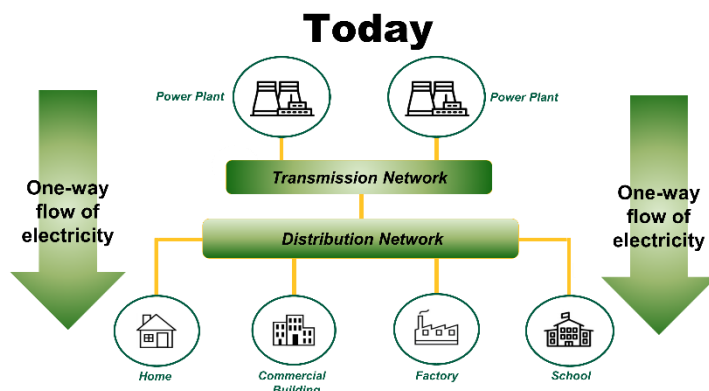 Today
Power Plant
Power Plant
Transmission Network
One-way
flow of
electricity
One-way
flow of
electricity
Distribution Network
Home
Commercial
Building
Factory
School